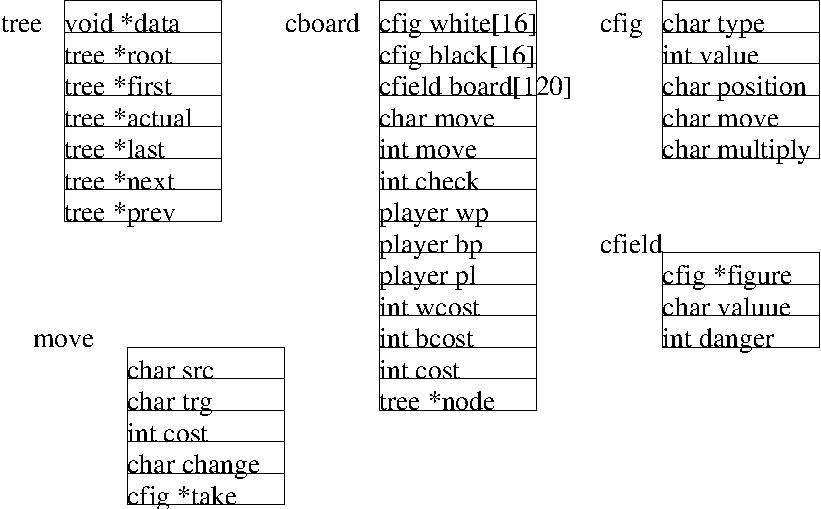 tree
void *data
tree *root
tree *first
tree *actual
tree *last
tree *next
tree *prev
cboard
cfig white[16]
cfig black[16]
cfield board[120]
char move
int move
int check
player wp
player bp
player pl
int wcost
int bcost
int cost
tree *node
cfig
char type
int value
char position
char move
char multiply
cfield
cfig *figure
char valuue
int danger
move
char src
char trg
int cost
char change
cfig *take